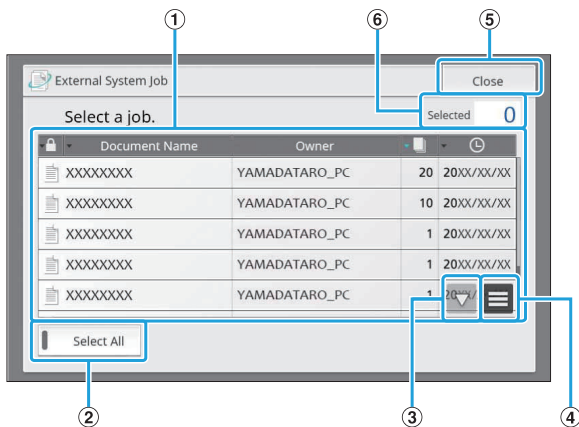 ① ⑥ ⑤
External System Job Close
Select a job. Selected 0
Document Name Owner
XXXXXXXX YAMADATARO_PC 20 20XX/XX/XX
XXXXXXXX YAMADATARO_PC 10 20XX/XX/XX
XXXXXXXX YAMADATARO_PC 1 20XX/XX/XX
XXXXXXXX YAMADATARO_PC 1 20XX/XX/XX
XXXXXXXX YAMADATARO_PC 1
Select All
② ③ ④